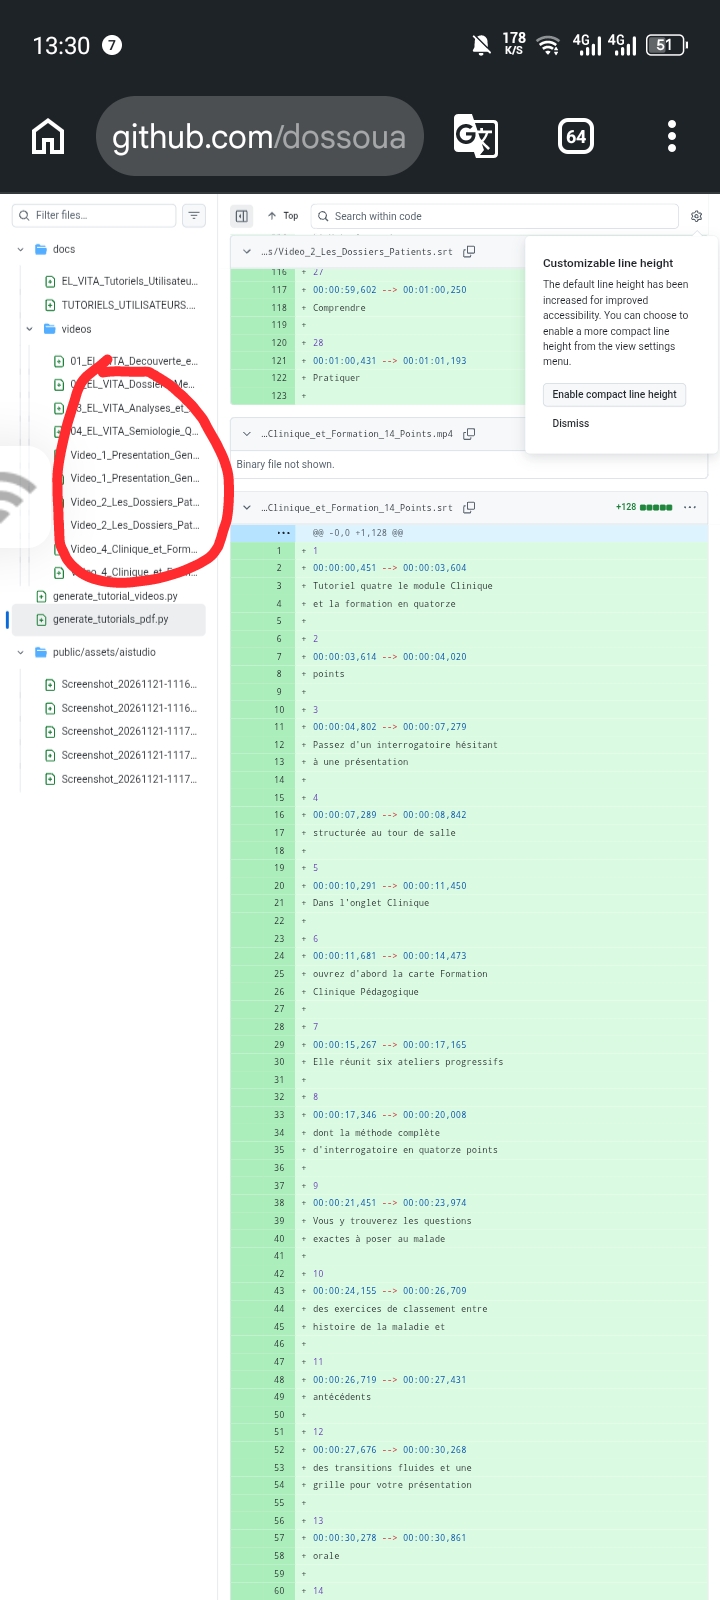 13:30
7
178
K/S
4G
4G
51
github.com/dossoua
64
Filter files...
docs
EL_VITA_Tutoriels_Utilisateu...
TUTORIELS_UTILISATEURS....
videos
01_EL_VITA_Decouverte_e...
EL_VITA_Dossier
3_EL_VITA_Analyses_et_
04_EL_VITA_Semiologie_Q...
Video_1_Presentation_Gen...
Video_1_Presentation_Gen...
Video_2_Les_Dossiers_Pat...
Video_2_Les_Dossiers_Pat...
Video_4_Clinique_et_Form...
Video_4_Clinique_et_
generate_tutorial_videos.py
generate_tutorials_pdf.py
public/assets/aistudio
Screenshot_20261121-1116...
Screenshot_20261121-1116...
Screenshot_20261121-1117...
Screenshot_20261121-1117...
Screenshot_20261121-1117...
Top
Search within code
...s/Video_2_Les_Dossiers_Patients.srt
116 + 27
117 + 00:00:59,602 --> 00:01:00,250
118 + Comprendre
119 +
120 + 28
121 + 00:01:00,431 --> 00:01:01,193
122 + Pratiquer
123 +
Customizable line height
The default line height has been
increased for improved
accessibility. You can choose to
enable a more compact line
height from the view settings
menu.
Enable compact line height
Dismiss
...Clinique_et_Formation_14_Points.mp4
Binary file not shown.
...Clinique_et_Formation_14_Points.srt
+128
@@ -0,0 +1,128 @@
1 + 1
2 + 00:00:00,451 --> 00:00:03,604
3 + Tutoriel quatre le module Clinique
4 + et la formation en quatorze
5 +
6 + 2
7 + 00:00:03,614 --> 00:00:04,020
8 + points
9 +
10 + 3
11 + 00:00:04,802 --> 00:00:07,279
12 + Passez d'un interrogatoire hésitant
13 + à une présentation
14 +
15 + 4
16 + 00:00:07,289 --> 00:00:08,842
17 + structurée au tour de salle
18 +
19 + 5
20 + 00:00:10,291 --> 00:00:11,450
21 + Dans l'onglet Clinique
22 +
23 + 6
24 + 00:00:11,681 --> 00:00:14,473
25 + ouvrez d'abord la carte Formation
26 + Clinique Pédagogique
27 +
28 + 7
29 + 00:00:15,267 --> 00:00:17,165
30 + Elle réunit six ateliers progressifs
31 +
32 + 8
33 + 00:00:17,346 --> 00:00:20,008
34 + dont la méthode complète
35 + d'interrogatoire en quatorze points
36 +
37 + 9
38 + 00:00:21,451 --> 00:00:23,974
39 + Vous y trouverez les questions
40 + exactes à poser au malade
41 +
42 + 10
43 + 00:00:24,155 --> 00:00:26,709
44 + des exercices de classement entre
45 + histoire de la maladie et
46 +
47 + 11
48 + 00:00:26,719 --> 00:00:27,431
49 + antécédents
50 +
51 + 12
52 + 00:00:27,676 --> 00:00:30,268
53 + des transitions fluides et une
54 + grille pour votre présentation
55 +
56 + 13
57 + 00:00:30,278 --> 00:00:30,861
58 + orale
59 +
60 + 14